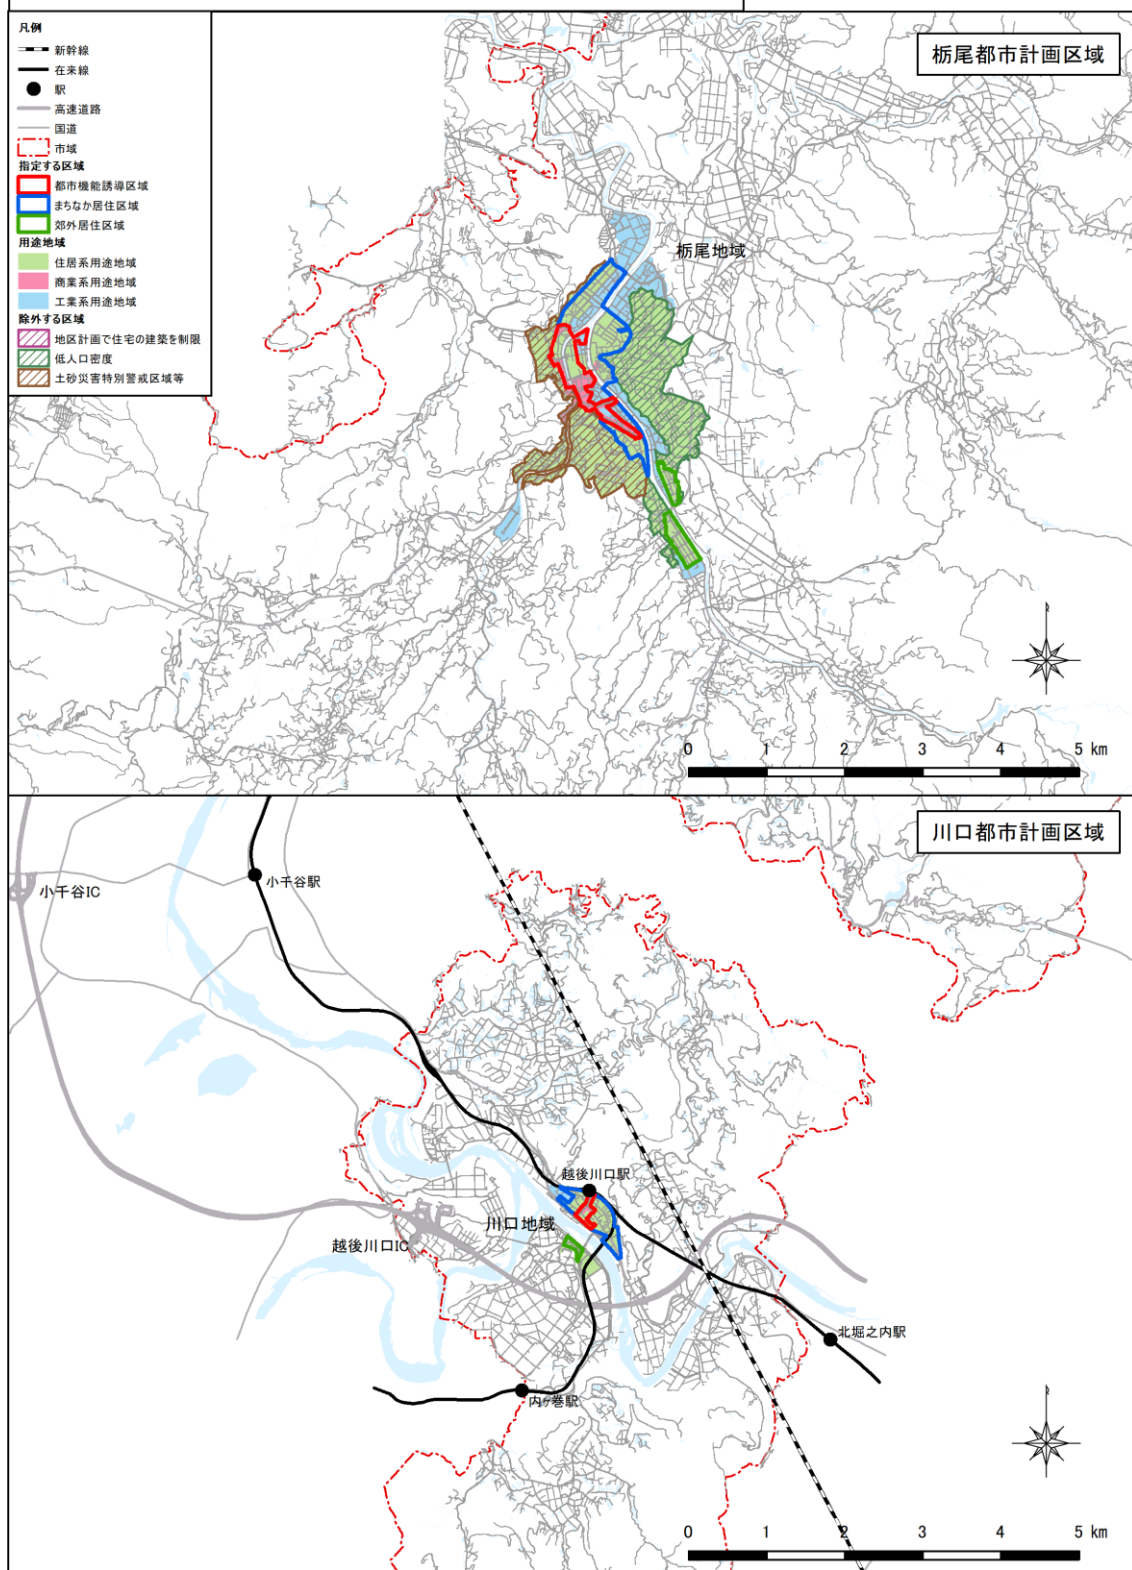 凡例
新幹線
在来線
駅
高速道路
国道
市域
指定する区域
都市機能誘導区域
まちなか居住区域
郊外居住区域
用途地域
住居系用途地域
商業系用途地域
工業系用途地域
除外する区域
地区計画で住宅の建築を制限
低人口密度
土砂災害特別警戒区域等
栃尾都市計画区域
栃尾地域
0 1 2 3 4 5 km
川口都市計画区域
小千谷IC
小千谷駅
越後川口駅
川口地域
越後川口IC
北堀之内駅
内ヶ巻駅
0 1 2 3 4 5 km